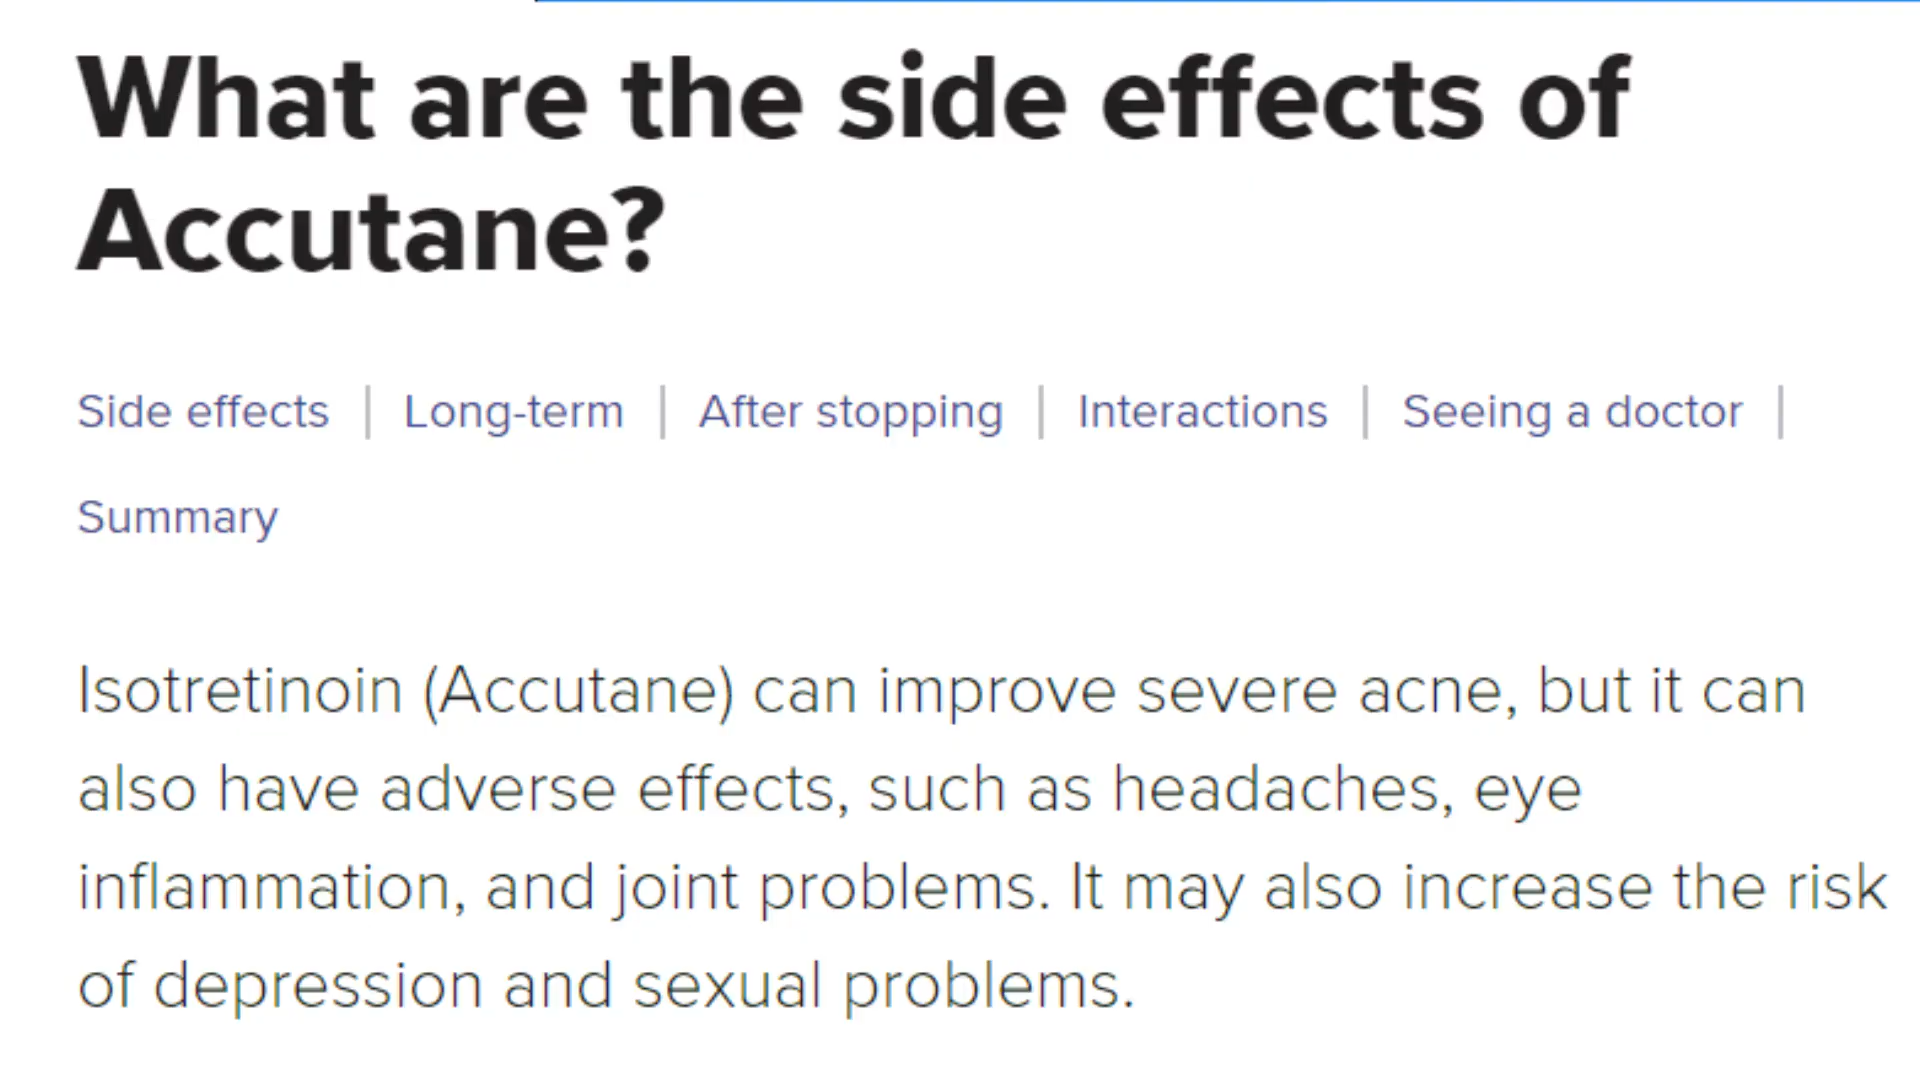 What are the side effects of
Accutane?
Side effects | Long-term | After stopping | Interactions | Seeing a doctor |
Summary
Isotretinoin (Accutane) can improve severe acne, but it can
also have adverse effects, such as headaches, eye
inflammation, and joint problems. It may also increase the risk
of depression and sexual problems.